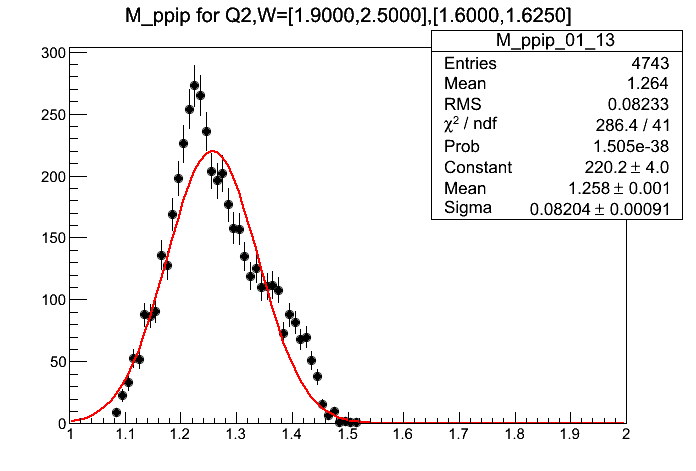 M_ppip for Q2,W=[1.9000,2.5000],[1.6000,1.6250]
M_ppip_01_13
Entries 4743
Mean 1.264
RMS 0.08233
χ² / ndf 286.4 / 41
Prob 1.505e-38
Constant 220.2 ± 4.0
Mean 1.258 ± 0.001
Sigma 0.08204 ± 0.00091
300
250
200
150
100
50
0
1 1.1 1.2 1.3 1.4 1.5 1.6 1.7 1.8 1.9 2